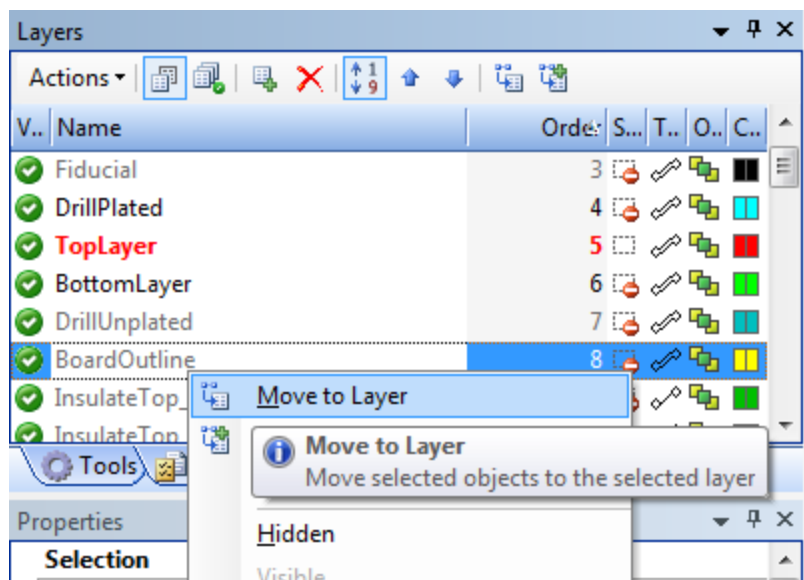 Layers
Actions
V.. Name Order S... T.. O.. C..
Fiducial 3
DrillPlated 4
TopLayer 5
BottomLayer 6
DrillUnplated 7
BoardOutline 8
InsulateTop_
Move to Layer
InsulateTop
Move to Layer
Move selected objects to the selected layer
Tools
Properties
Hidden
Selection
Visible